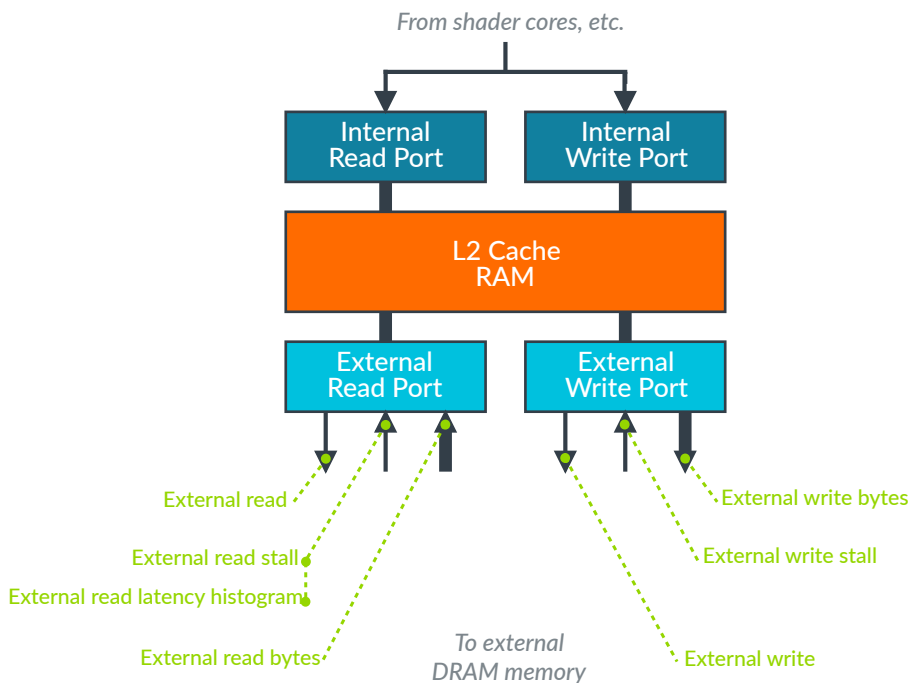 From shader cores, etc.
Internal
Read Port
Internal
Write Port
L2 Cache
RAM
External
Read Port
External
Write Port
External read
External write bytes
External read stall
External write stall
External read latency histogram
External read bytes
To external
DRAM memory
External write